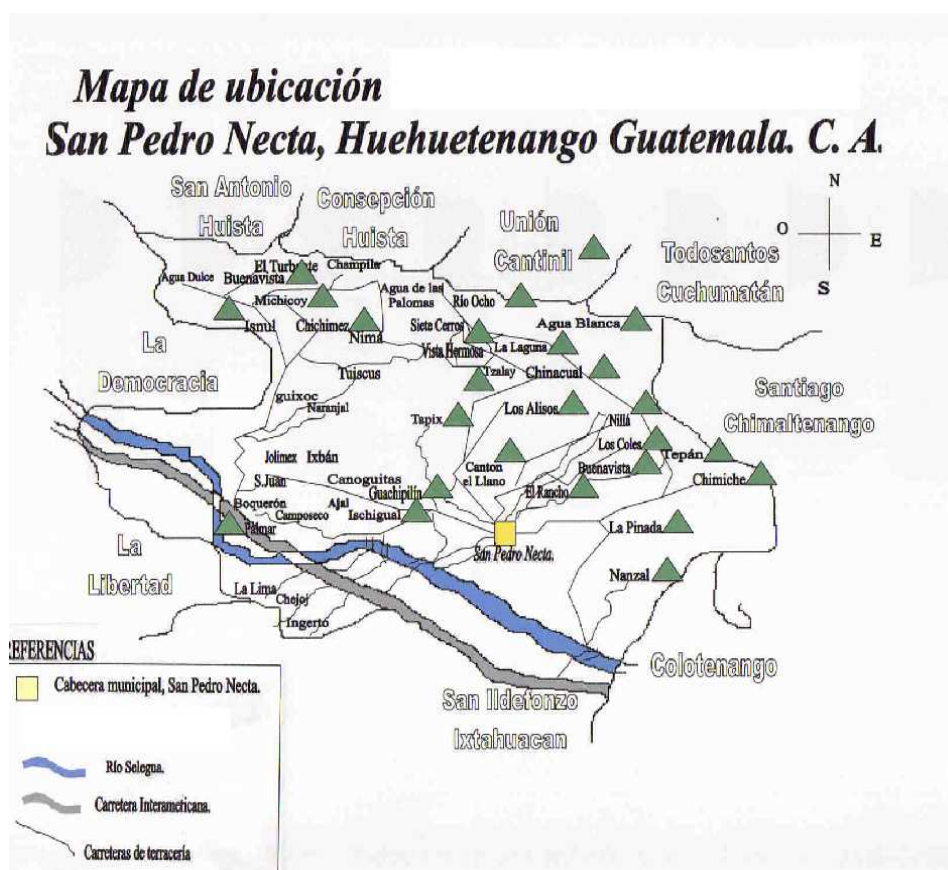 Mapa de ubicación
San Pedro Necta, Huehuetenango Guatemala. C. A.
N
O
E
S
San Antonio
Huista
Consepción
Huista
Unión
Cantinil
Todosantos
Cuchumatán
La
Democracia
Santiago
Chimaltenango
La
Libertad
Colotenango
San Ildefonzo
Ixtahuacan
Agua Dulce
Buenavista
Champila
Michicoy
Isnul
Chichimez
Nimá
Agua de las
Palomas
Río Ocho
Siete Cerros
Vista Hermosa
La Laguna
Agua Blanca
Tzalay
Chinacual
Tuiscus
guixoc
Naranjal
Tapix
Los Alisos
Nillá
Los Coles
Tepán
Buenavista
Chimiche
Jolimex
Ixbán
S.Juan
Canoguitas
Guachipilín
Canton
el Llano
El Rancho
Boquerón
Camposeco
Ajal
Ischigual
Palmar
La Pinada
San Pedro Necta.
Nanzal
La Lima
Chejoj
Ingerto
REFERENCIAS
Cabecera municipal, San Pedro Necta.
Río Selegua.
Carretera Interameticana.
Carreteras de terracería